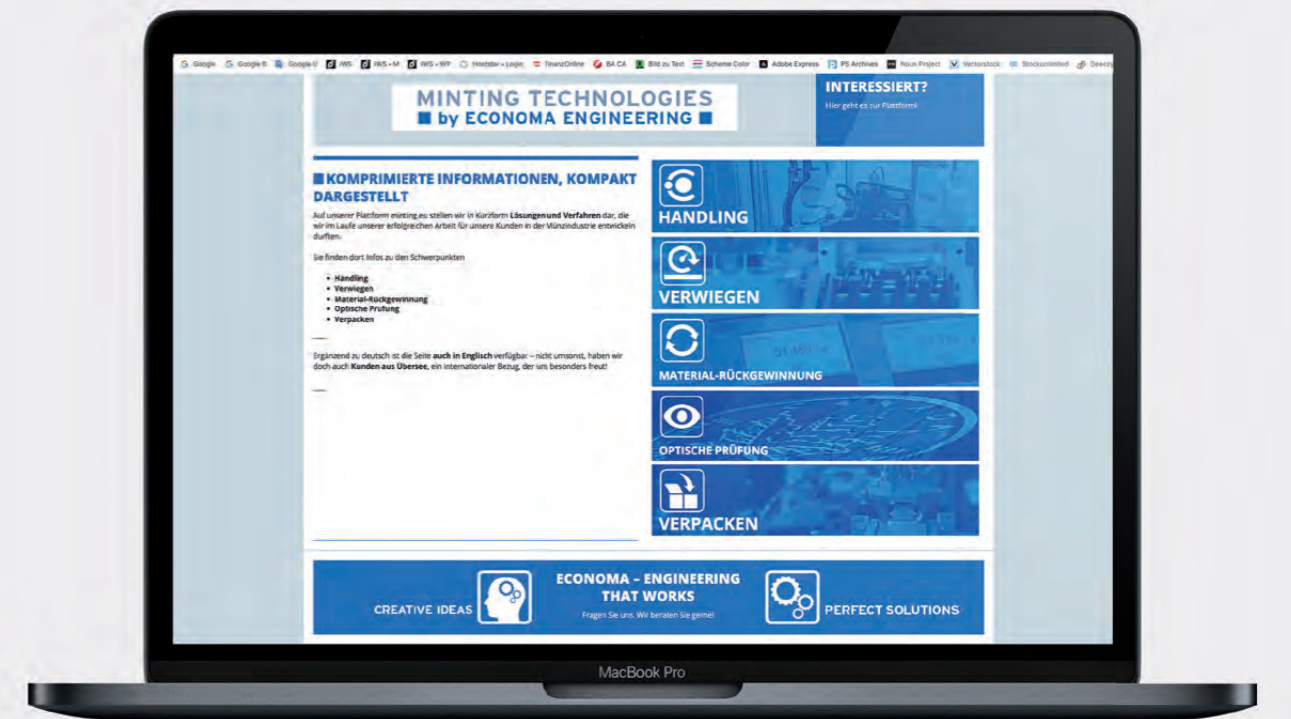 Google Google B Google Ü IWS IWS+M IWS+WP Hostster+Login FinanzOnline BA CA Bild zu Text Scheme Color Adobe Express PS Archives Noun Project Vectorstock Stockunlimited Deezy
MINTING TECHNOLOGIES
by ECONOMA ENGINEERING
INTERESSIERT?
Hier geht es zur Plattform!
KOMPRIMIERTE INFORMATIONEN, KOMPAKT
DARGESTELLT
Auf unserer Plattform minting.eu stellen wir in Kurzform Lösungen und Verfahren dar, die
wir im Laufe unserer erfolgreichen Arbeit für unsere Kunden in der Münzindustrie entwickeln
durften.
Sie finden dort Infos zu den Schwerpunkten
• Handling
• Verwiegen
• Material-Rückgewinnung
• Optische Prüfung
• Verpacken
Ergänzend zu deutsch ist die Seite auch in Englisch verfügbar – nicht umsonst, haben wir
doch auch Kunden aus Übersee, ein internationaler Bezug, der uns besonders freut!
HANDLING
VERWIEGEN
MATERIAL-RÜCKGEWINNUNG
OPTISCHE PRÜFUNG
VERPACKEN
CREATIVE IDEAS
ECONOMA – ENGINEERING
THAT WORKS
Fragen Sie uns. Wir beraten Sie gerne!
PERFECT SOLUTIONS
MacBook Pro